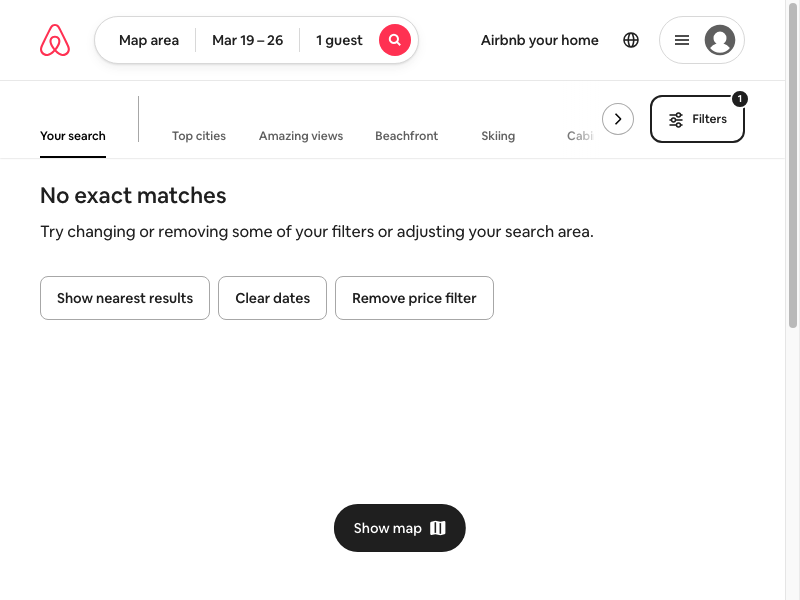 Map area
Mar 19 – 26
1 guest
Airbnb your home
Your search
Top cities
Amazing views
Beachfront
Skiing
Filters
1
No exact matches
Try changing or removing some of your filters or adjusting your search area.
Show nearest results
Clear dates
Remove price filter
Show map